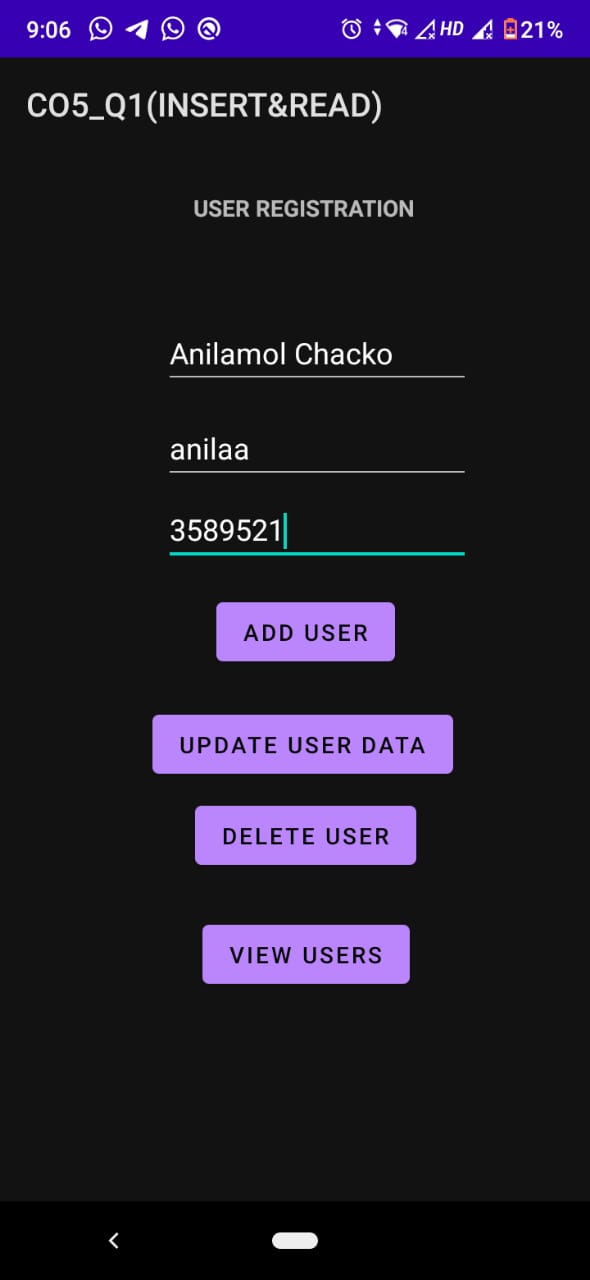 9:06 HD 21%
CO5_Q1(INSERT&READ)
USER REGISTRATION
Anilamol Chacko
anilaa
3589521
ADD USER
UPDATE USER DATA
DELETE USER
VIEW USERS